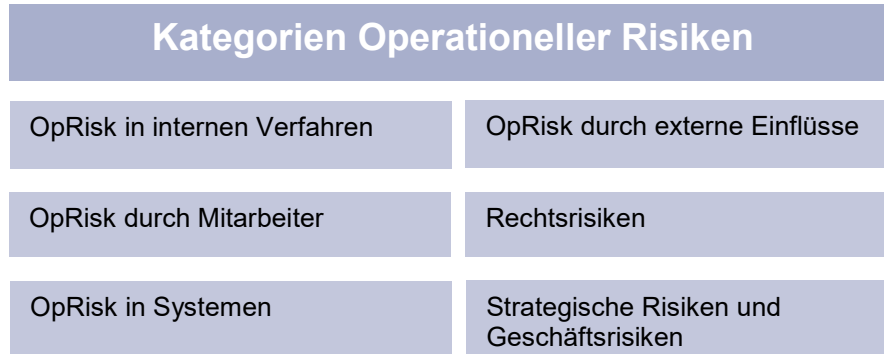 Kategorien Operationeller Risiken
OpRisk in internen Verfahren
OpRisk durch externe Einflüsse
OpRisk durch Mitarbeiter
Rechtsrisiken
OpRisk in Systemen
Strategische Risiken und
Geschäftsrisiken